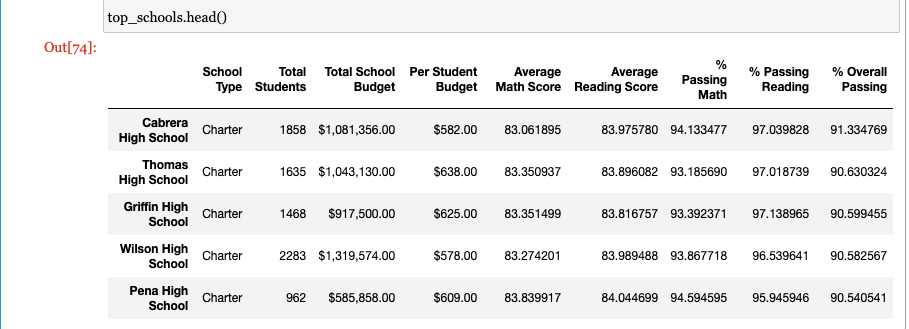 top_schools.head()
Out[74]:
School Type Total Students Total School Budget Per Student Budget Average Math Score Average Reading Score % Passing Math % Passing Reading % Overall Passing
Cabrera High School Charter 1858 $1,081,356.00 $582.00 83.061895 83.975780 94.133477 97.039828 91.334769
Thomas High School Charter 1635 $1,043,130.00 $638.00 83.350937 83.896082 93.185690 97.018739 90.630324
Griffin High School Charter 1468 $917,500.00 $625.00 83.351499 83.816757 93.392371 97.138965 90.599455
Wilson High School Charter 2283 $1,319,574.00 $578.00 83.274201 83.989488 93.867718 96.539641 90.582567
Pena High School Charter 962 $585,858.00 $609.00 83.839917 84.044699 94.594595 95.945946 90.540541